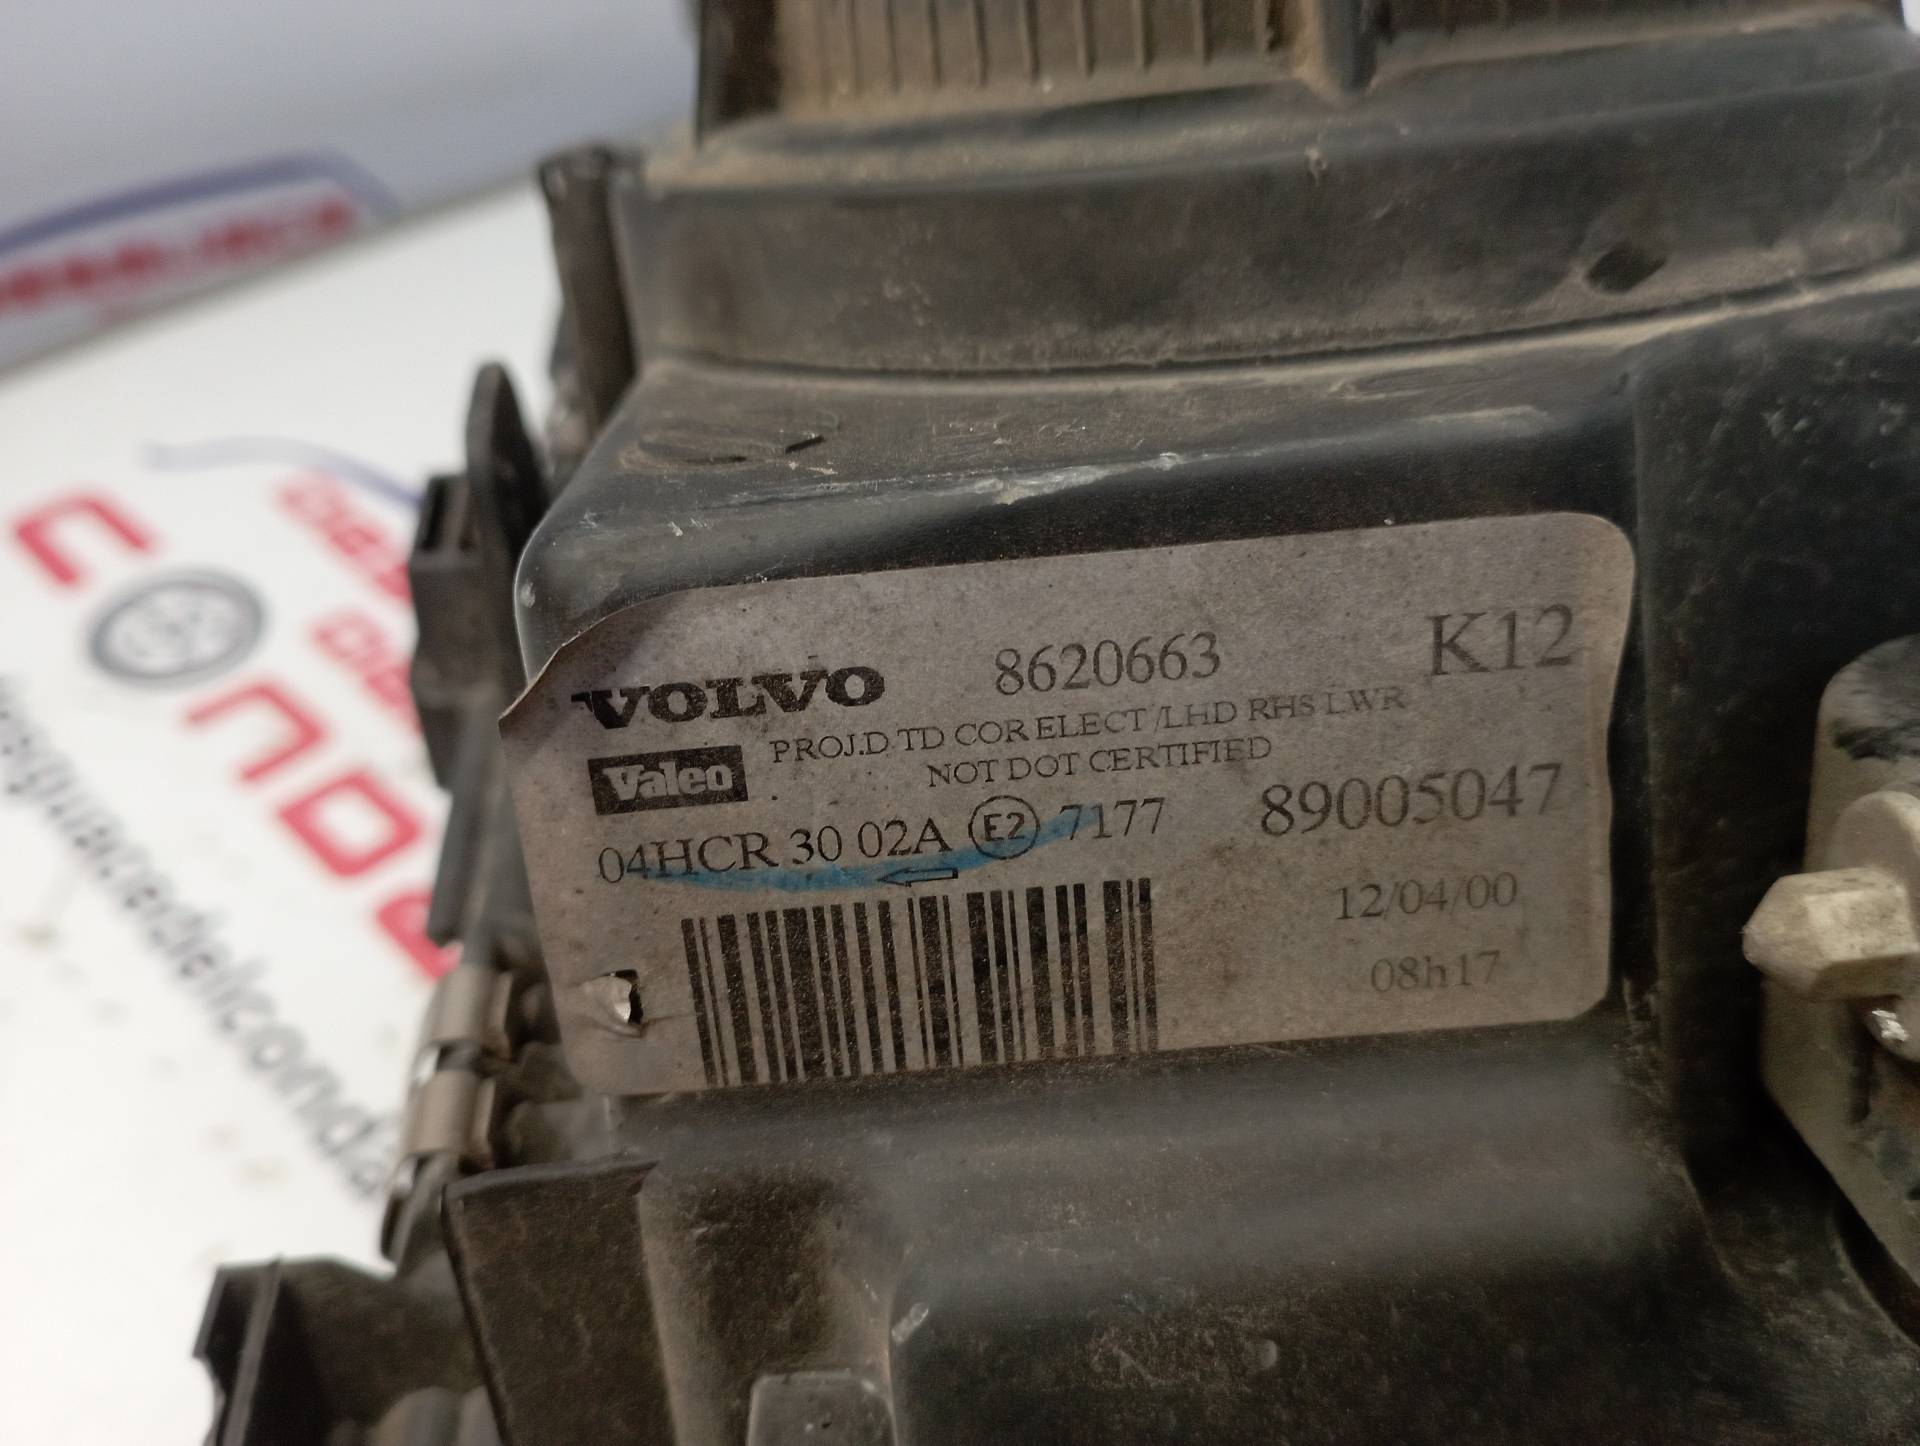 VOLVO 8620663 K12
PROJ.D TD COR ELECT/LHD RHS LWR
Valeo NOT DOT CERTIFIED
04HCR 30 02A E2 7177 89005047
12/04/00
08h17